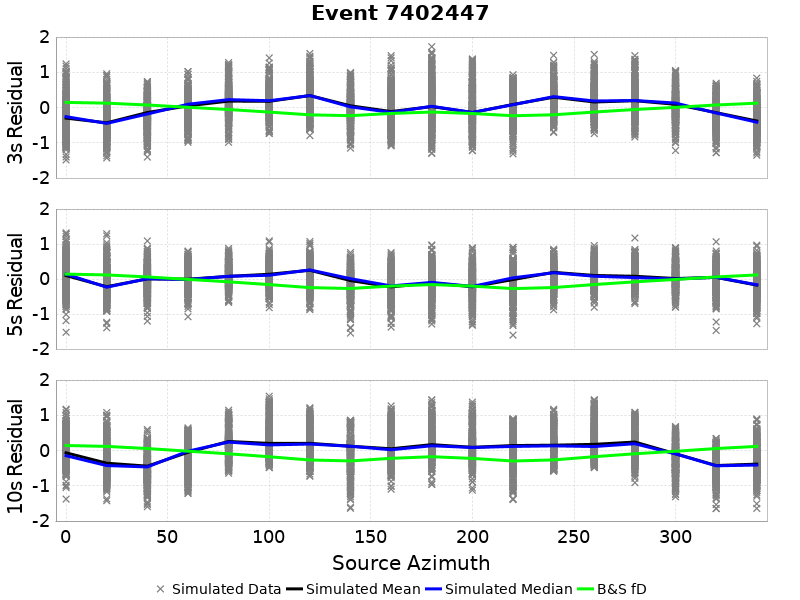 Event 7402447
3s Residual
2
1
0
-1
-2
5s Residual
2
1
0
-1
-2
10s Residual
2
1
0
-1
-2
0 50 100 150 200 250 300
Source Azimuth
Simulated Data Simulated Mean Simulated Median B&S fD